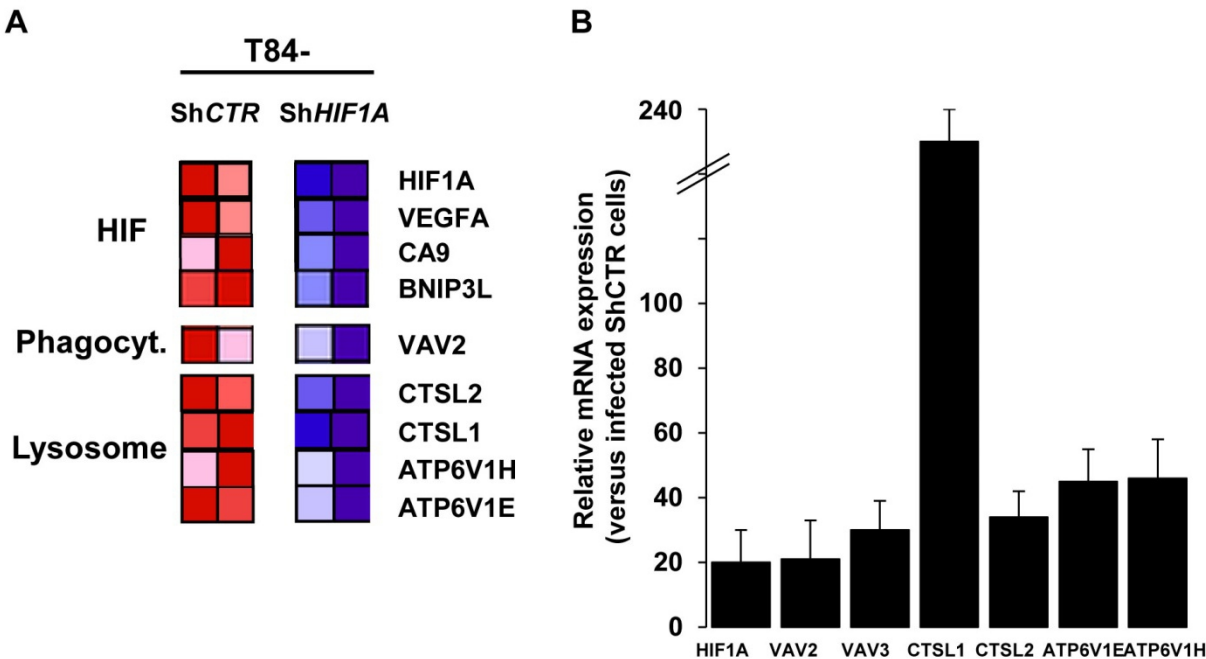 A
T84-
ShCTR ShHIF1A
HIF
HIF1A
VEGFA
CA9
BNIP3L
Phagocyt.
VAV2
Lysosome
CTSL2
CTSL1
ATP6V1H
ATP6V1E
B
Relative mRNA expression
(versus infected ShCTR cells)
240
100
80
60
40
20
0
HIF1A VAV2 VAV3 CTSL1 CTSL2 ATP6V1E ATP6V1H